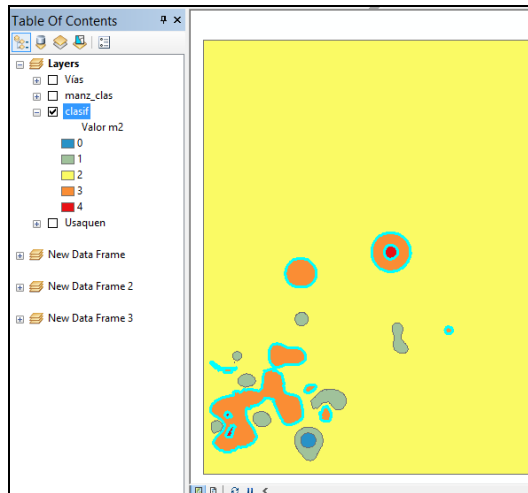 Table Of Contents
Layers
Vías
manz_clas
clasif
Valor m2
0
1
2
3
4
Usaquen
New Data Frame
New Data Frame 2
New Data Frame 3